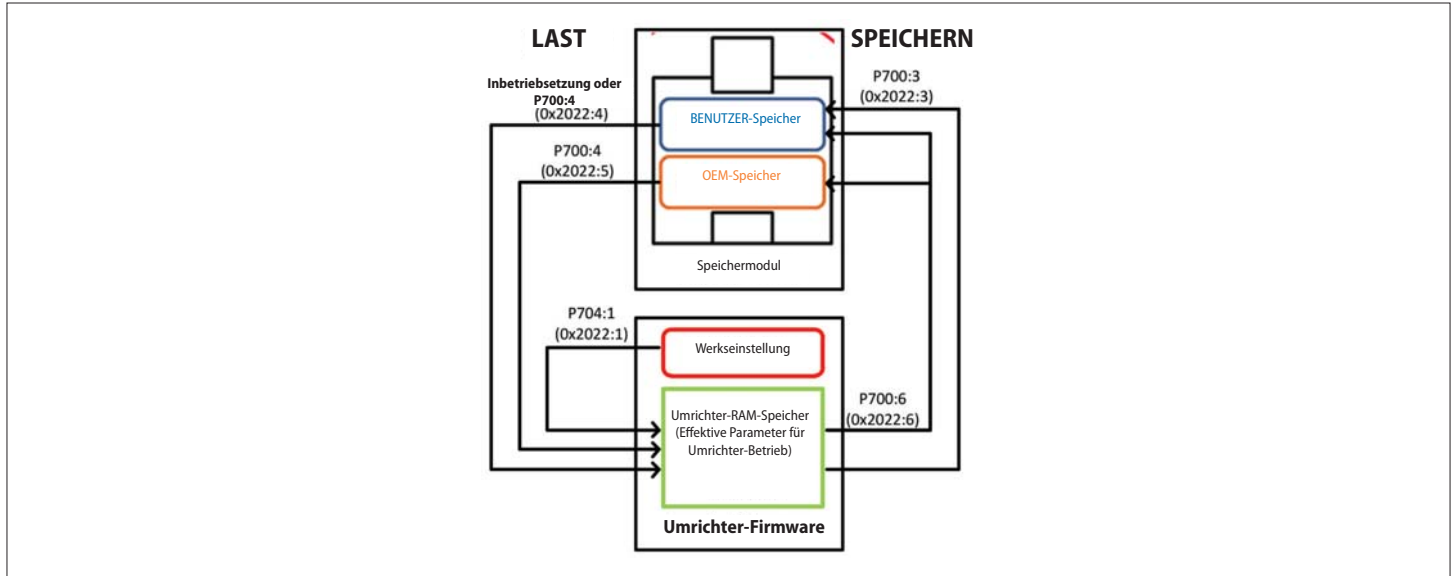 LAST
SPEICHERN
Inbetriebsetzung oder
P700:4
(0x2022:4)
P700:3
(0x2022:3)
BENUTZER-Speicher
P700:4
(0x2022:5)
OEM-Speicher
Speichermodul
P704:1
(0x2022:1)
Werkseinstellung
Umrichter-RAM-Speicher
(Effektive Parameter für
Umrichter-Betrieb)
P700:6
(0x2022:6)
Umrichter-Firmware